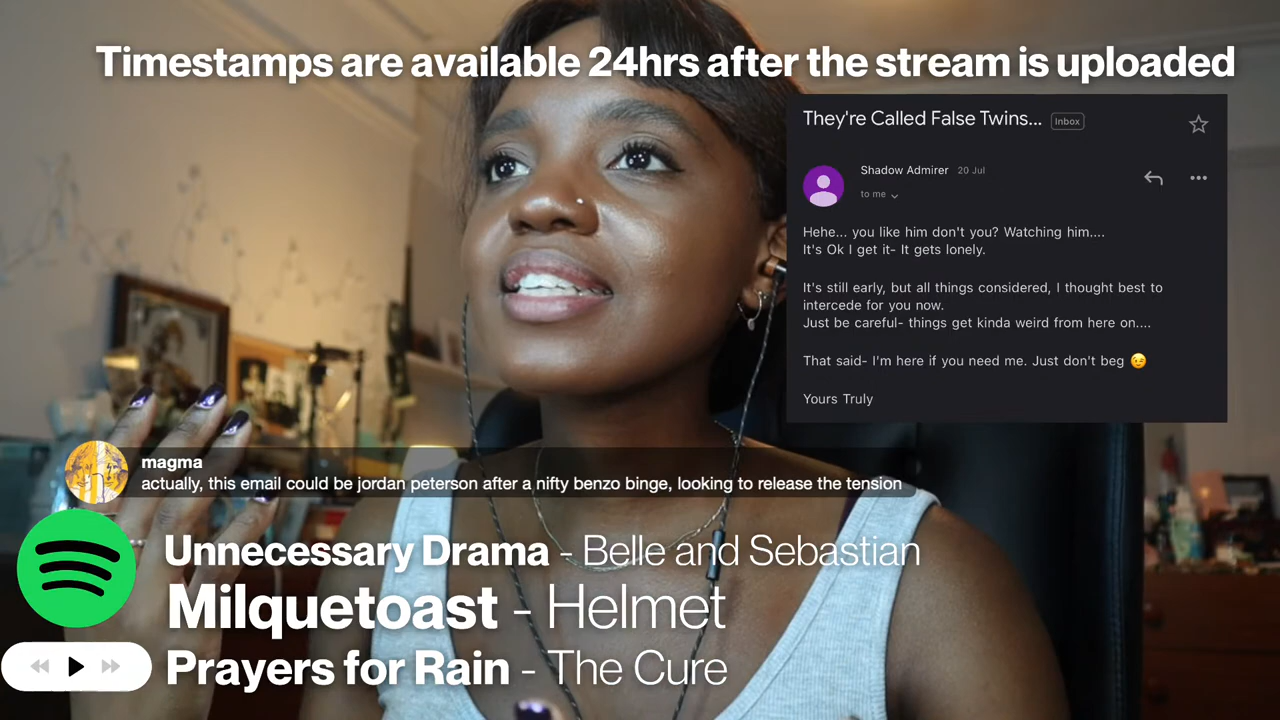 Timestamps are available 24hrs after the stream is uploaded
They're Called False Twins... Inbox
Shadow Admirer 20 Jul
to me
Hehe... you like him don't you? Watching him....
It's Ok I get it- It gets lonely.
It's still early, but all things considered, I thought best to
intercede for you now.
Just be careful- things get kinda weird from here on....
That said- I'm here if you need me. Just don't beg 😉
Yours Truly
magma
actually, this email could be jordan peterson after a nifty benzo binge, looking to release the tension
Unnecessary Drama - Belle and Sebastian
Milquetoast - Helmet
Prayers for Rain - The Cure